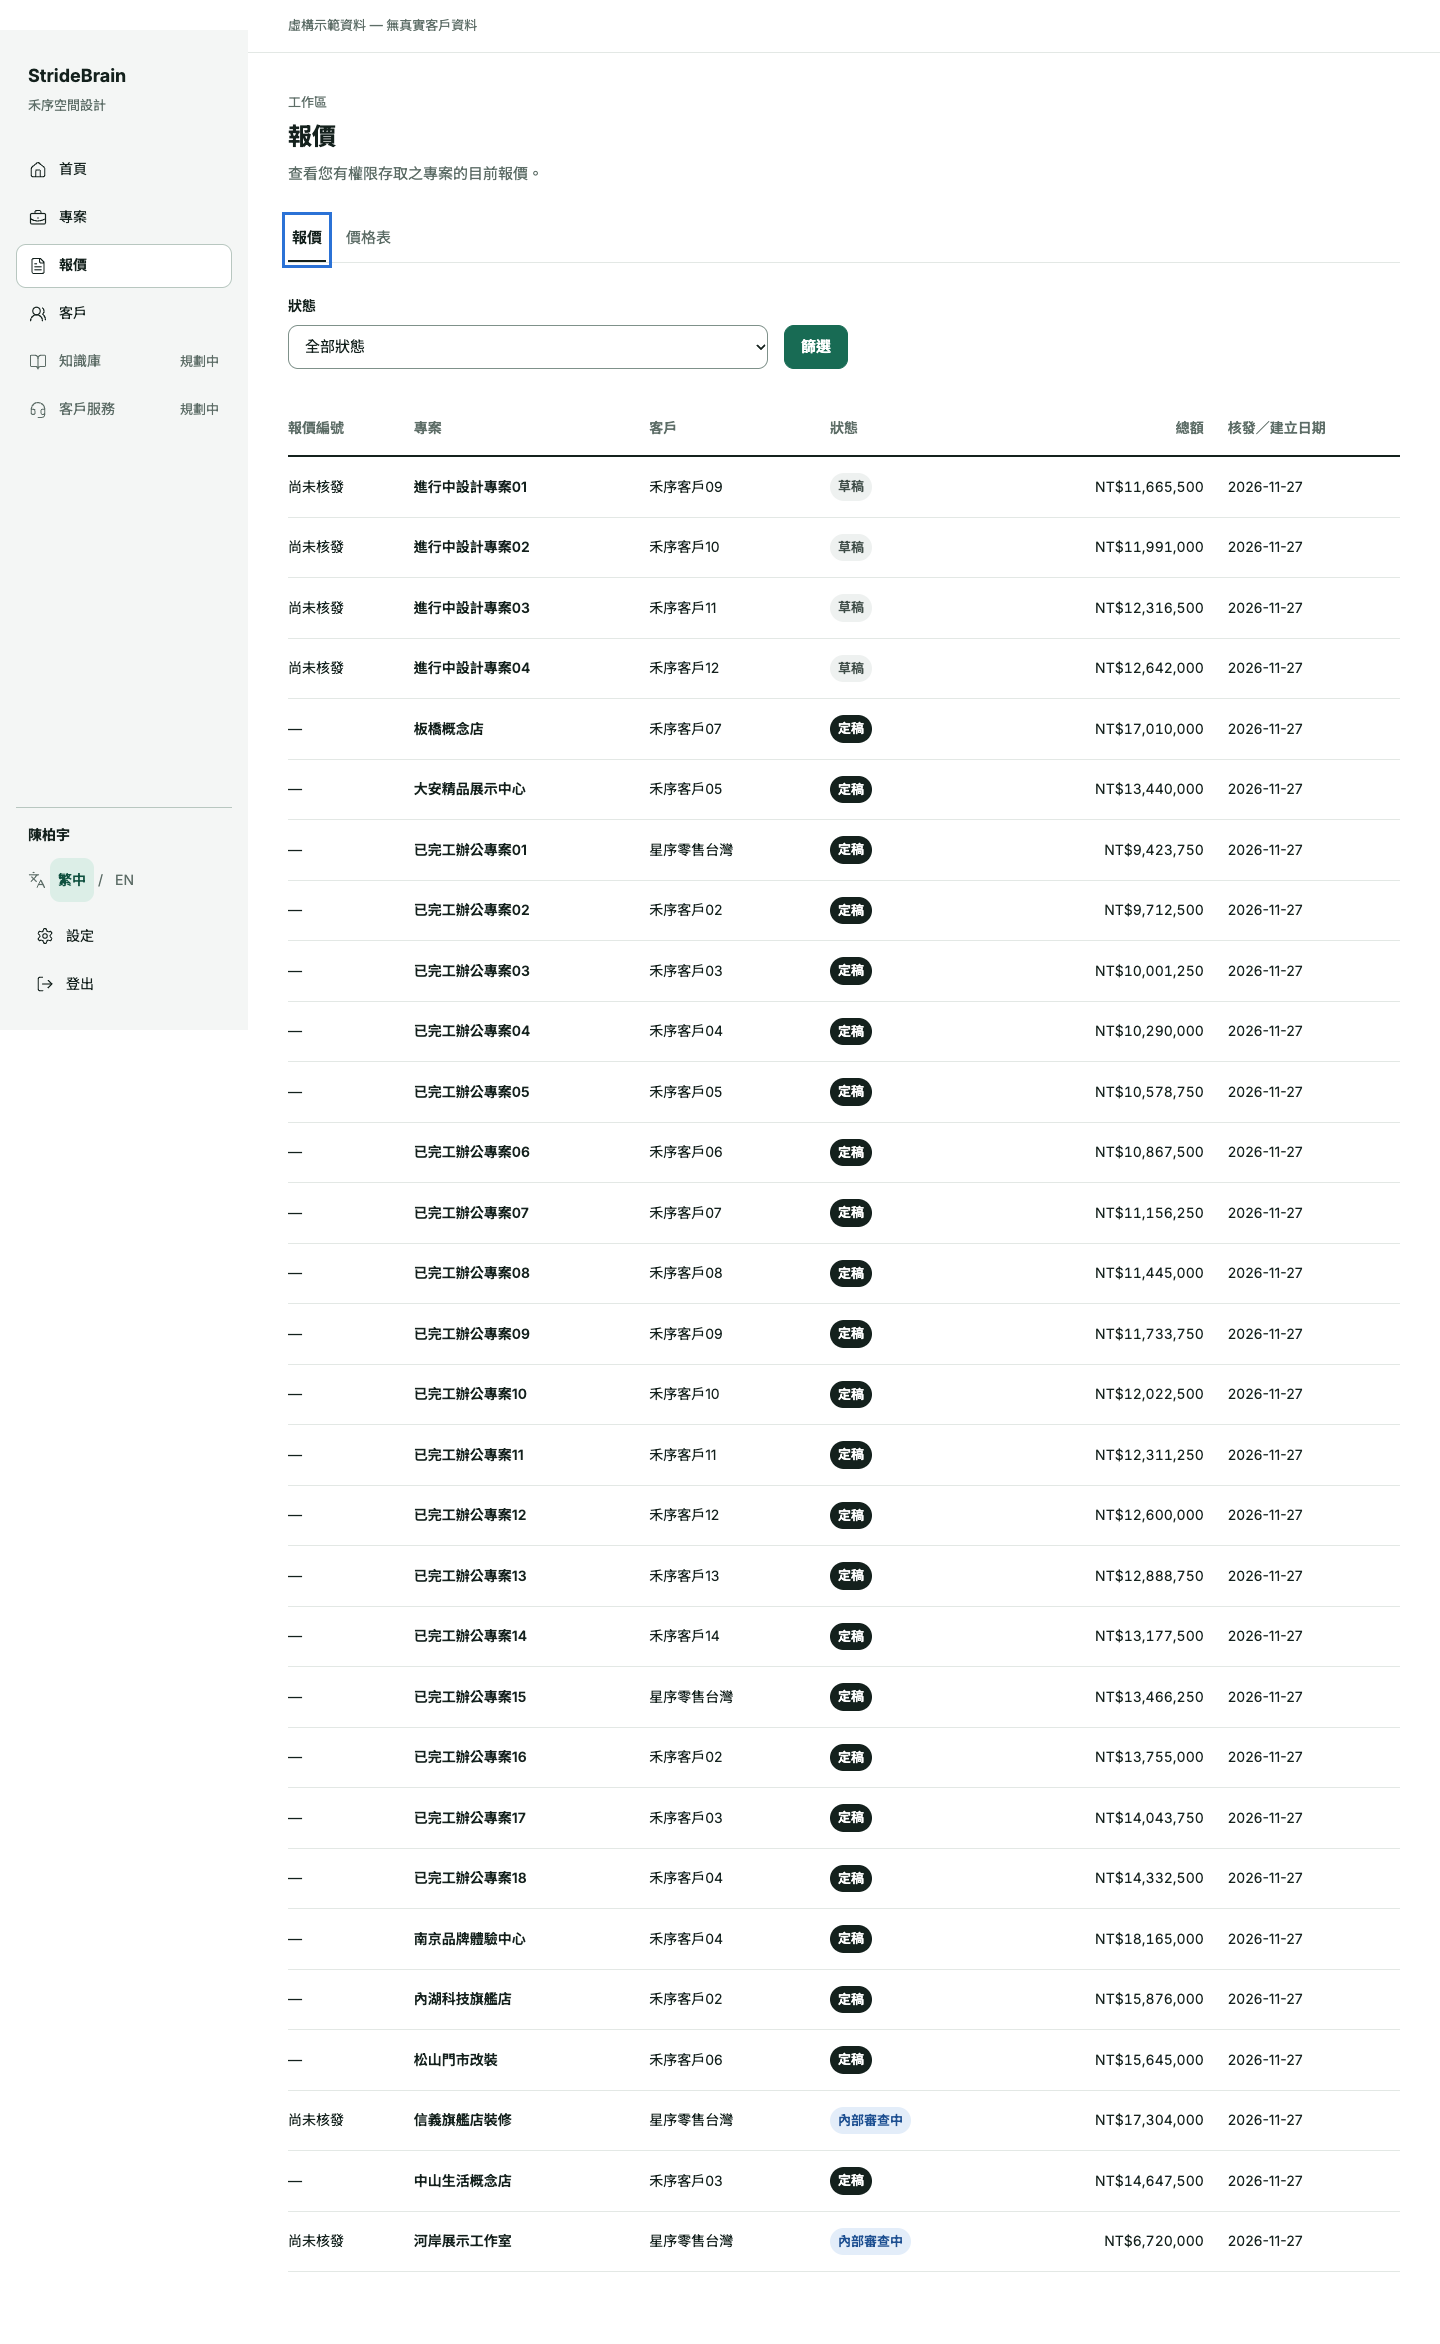 虛構示範資料 — 無真實客戶資料
StrideBrain
禾序空間設計
首頁
專案
報價
客戶
知識庫 規劃中
客戶服務 規劃中
陳柏宇
繁中 / EN
設定
登出
工作區
報價
查看您有權限存取之專案的目前報價。
報價 價格表
狀態
全部狀態 篩選
報價編號 專案 客戶 狀態 總額 核發／建立日期
尚未核發 進行中設計專案01 禾序客戶09 草稿 NT$11,665,500 2026-11-27
尚未核發 進行中設計專案02 禾序客戶10 草稿 NT$11,991,000 2026-11-27
尚未核發 進行中設計專案03 禾序客戶11 草稿 NT$12,316,500 2026-11-27
尚未核發 進行中設計專案04 禾序客戶12 草稿 NT$12,642,000 2026-11-27
— 板橋概念店 禾序客戶07 定稿 NT$17,010,000 2026-11-27
— 大安精品展示中心 禾序客戶05 定稿 NT$13,440,000 2026-11-27
— 已完工辦公專案01 星序零售台灣 定稿 NT$9,423,750 2026-11-27
— 已完工辦公專案02 禾序客戶02 定稿 NT$9,712,500 2026-11-27
— 已完工辦公專案03 禾序客戶03 定稿 NT$10,001,250 2026-11-27
— 已完工辦公專案04 禾序客戶04 定稿 NT$10,290,000 2026-11-27
— 已完工辦公專案05 禾序客戶05 定稿 NT$10,578,750 2026-11-27
— 已完工辦公專案06 禾序客戶06 定稿 NT$10,867,500 2026-11-27
— 已完工辦公專案07 禾序客戶07 定稿 NT$11,156,250 2026-11-27
— 已完工辦公專案08 禾序客戶08 定稿 NT$11,445,000 2026-11-27
— 已完工辦公專案09 禾序客戶09 定稿 NT$11,733,750 2026-11-27
— 已完工辦公專案10 禾序客戶10 定稿 NT$12,022,500 2026-11-27
— 已完工辦公專案11 禾序客戶11 定稿 NT$12,311,250 2026-11-27
— 已完工辦公專案12 禾序客戶12 定稿 NT$12,600,000 2026-11-27
— 已完工辦公專案13 禾序客戶13 定稿 NT$12,888,750 2026-11-27
— 已完工辦公專案14 禾序客戶14 定稿 NT$13,177,500 2026-11-27
— 已完工辦公專案15 星序零售台灣 定稿 NT$13,466,250 2026-11-27
— 已完工辦公專案16 禾序客戶02 定稿 NT$13,755,000 2026-11-27
— 已完工辦公專案17 禾序客戶03 定稿 NT$14,043,750 2026-11-27
— 已完工辦公專案18 禾序客戶04 定稿 NT$14,332,500 2026-11-27
— 南京品牌體驗中心 禾序客戶04 定稿 NT$18,165,000 2026-11-27
— 內湖科技旗艦店 禾序客戶02 定稿 NT$15,876,000 2026-11-27
— 松山門市改裝 禾序客戶06 定稿 NT$15,645,000 2026-11-27
尚未核發 信義旗艦店裝修 星序零售台灣 內部審查中 NT$17,304,000 2026-11-27
— 中山生活概念店 禾序客戶03 定稿 NT$14,647,500 2026-11-27
尚未核發 河岸展示工作室 星序零售台灣 內部審查中 NT$6,720,000 2026-11-27